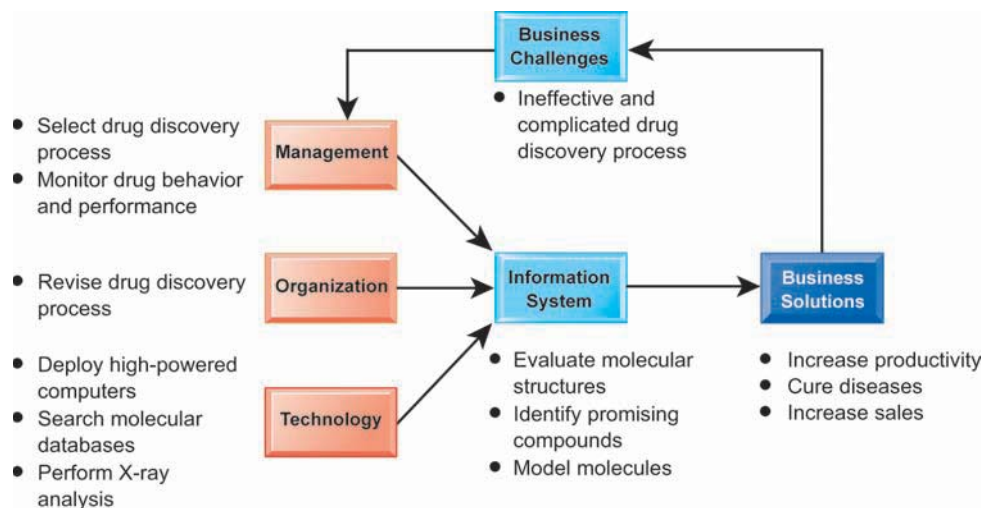 Business
Challenges
● Ineffective and
complicated drug
discovery process
● Select drug discovery
process
● Monitor drug behavior
and performance
Management
● Revise drug discovery
process
Organization
Information
System
Business
Solutions
● Deploy high-powered
computers
● Search molecular
databases
● Perform X-ray
analysis
Technology
● Evaluate molecular
structures
● Identify promising
compounds
● Model molecules
● Increase productivity
● Cure diseases
● Increase sales